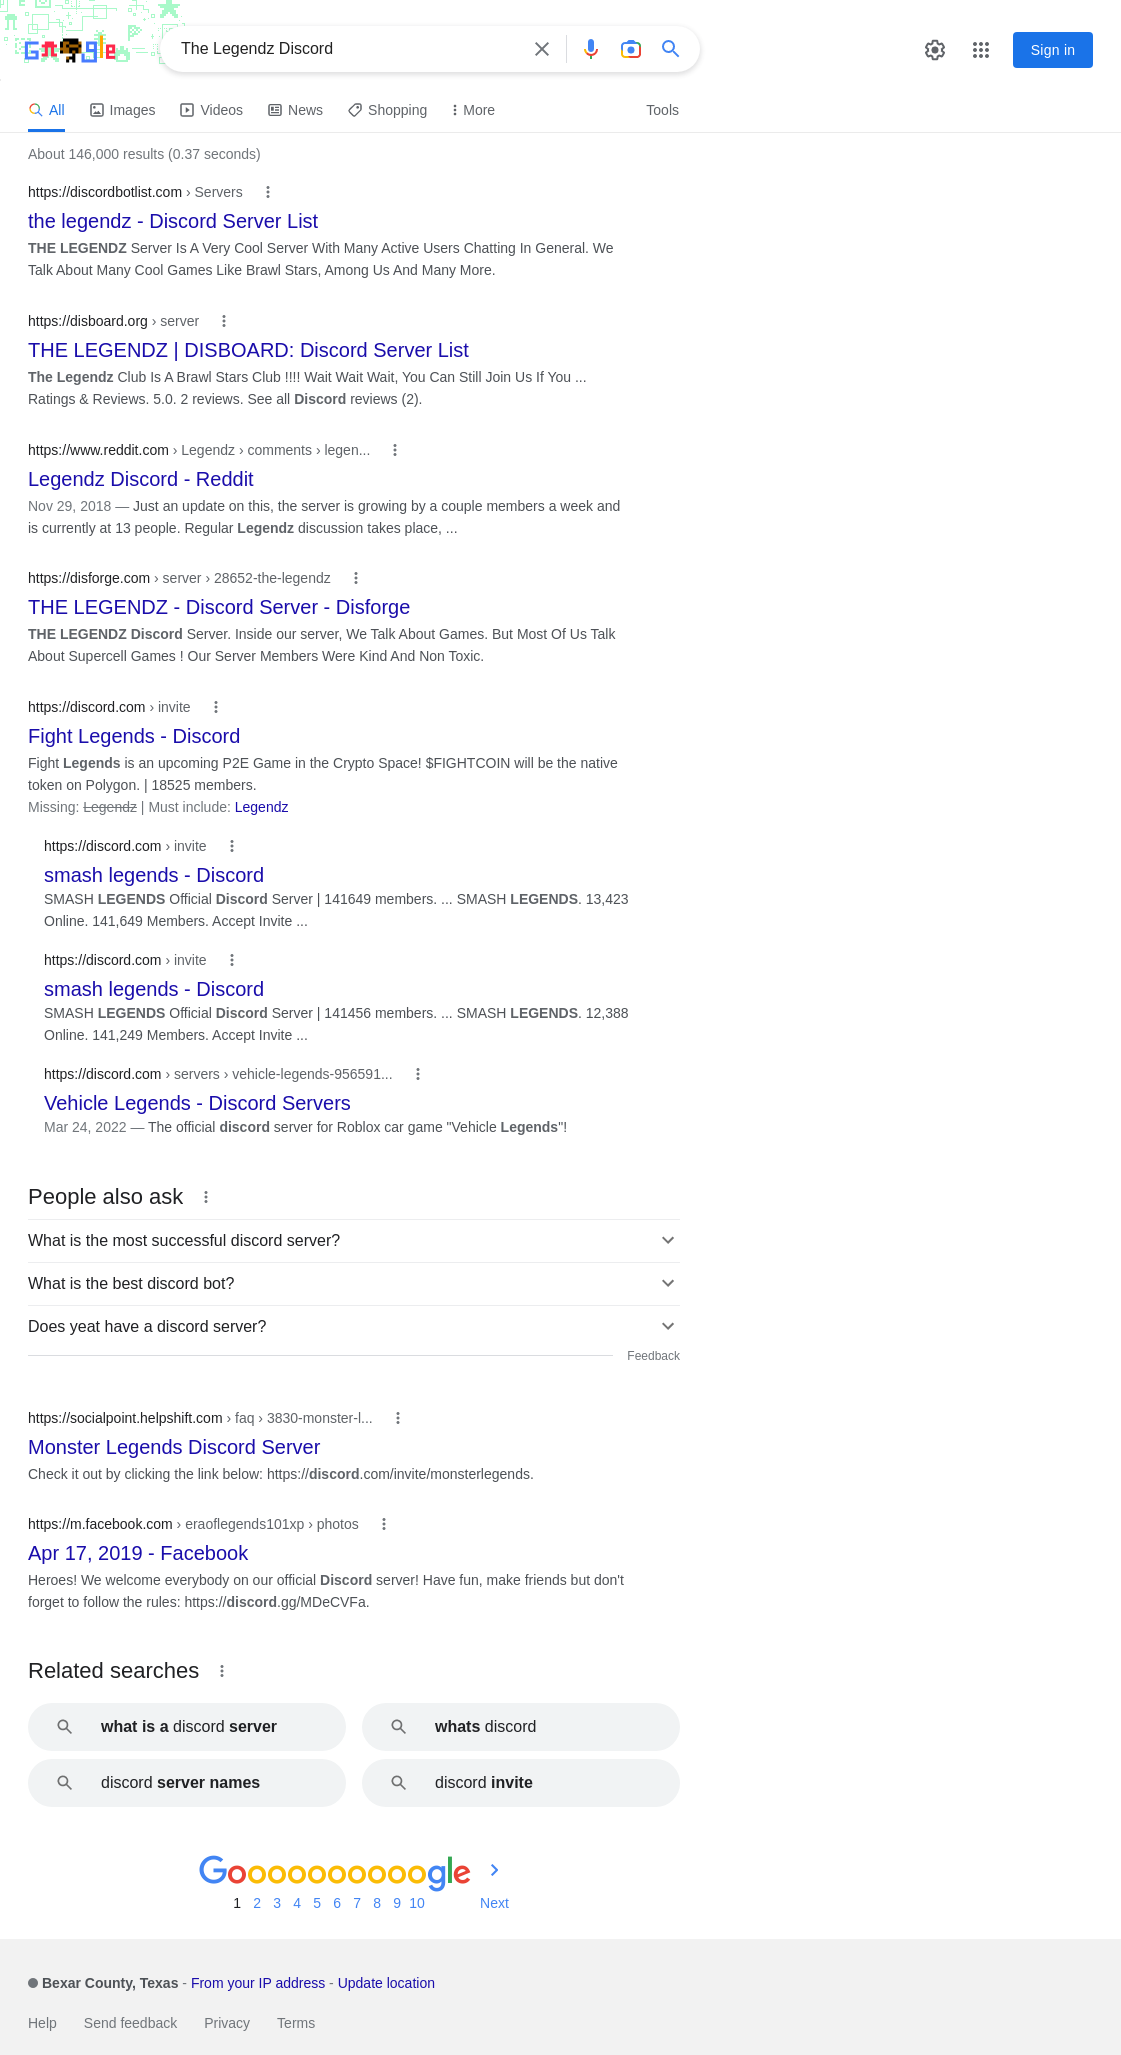 Google
The Legendz Discord
Sign in
All
Images
Videos
News
Shopping
More
Tools
About 146,000 results (0.37 seconds)
https://discordbotlist.com › Servers
the legendz - Discord Server List
THE LEGENDZ Server Is A Very Cool Server With Many Active Users Chatting In General. We
Talk About Many Cool Games Like Brawl Stars, Among Us And Many More.
https://disboard.org › server
THE LEGENDZ | DISBOARD: Discord Server List
The Legendz Club Is A Brawl Stars Club !!!! Wait Wait Wait, You Can Still Join Us If You ...
Ratings & Reviews. 5.0. 2 reviews. See all Discord reviews (2).
https://www.reddit.com › Legendz › comments › legen...
Legendz Discord - Reddit
Nov 29, 2018 — Just an update on this, the server is growing by a couple members a week and
is currently at 13 people. Regular Legendz discussion takes place, ...
https://disforge.com › server › 28652-the-legendz
THE LEGENDZ - Discord Server - Disforge
THE LEGENDZ Discord Server. Inside our server, We Talk About Games. But Most Of Us Talk
About Supercell Games ! Our Server Members Were Kind And Non Toxic.
https://discord.com › invite
Fight Legends - Discord
Fight Legends is an upcoming P2E Game in the Crypto Space! $FIGHTCOIN will be the native
token on Polygon. | 18525 members.
Missing: Legendz | Must include: Legendz
https://discord.com › invite
smash legends - Discord
SMASH LEGENDS Official Discord Server | 141649 members. ... SMASH LEGENDS. 13,423
Online. 141,649 Members. Accept Invite ...
https://discord.com › invite
smash legends - Discord
SMASH LEGENDS Official Discord Server | 141456 members. ... SMASH LEGENDS. 12,388
Online. 141,249 Members. Accept Invite ...
https://discord.com › servers › vehicle-legends-956591...
Vehicle Legends - Discord Servers
Mar 24, 2022 — The official discord server for Roblox car game "Vehicle Legends"!
People also ask
What is the most successful discord server?
What is the best discord bot?
Does yeat have a discord server?
Feedback
https://socialpoint.helpshift.com › faq › 3830-monster-l...
Monster Legends Discord Server
Check it out by clicking the link below: https://discord.com/invite/monsterlegends.
https://m.facebook.com › eraoflegends101xp › photos
Apr 17, 2019 - Facebook
Heroes! We welcome everybody on our official Discord server! Have fun, make friends but don't
forget to follow the rules: https://discord.gg/MDeCVFa.
Related searches
what is a discord server
whats discord
discord server names
discord invite
Goooooooooogle
1 2 3 4 5 6 7 8 9 10 Next
Bexar County, Texas - From your IP address - Update location
Help Send feedback Privacy Terms